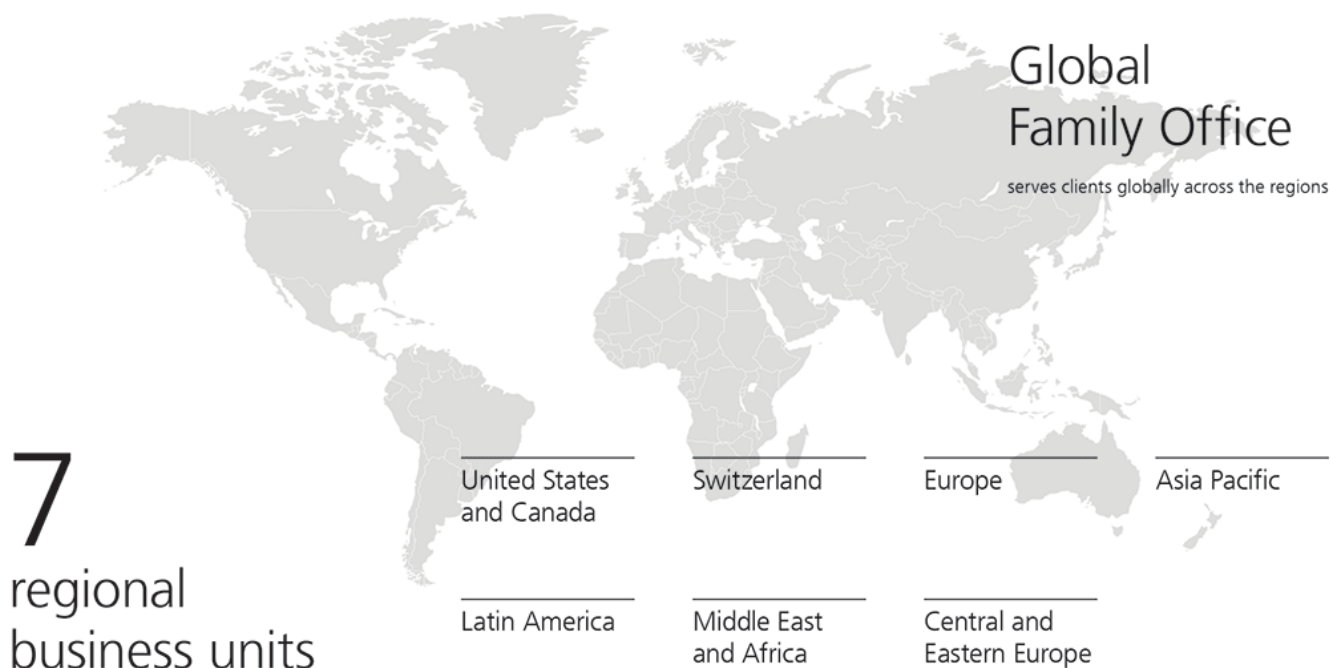 Global
Family Office
serves clients globally across the regions
7
regional
business units
United States
and Canada
Switzerland
Europe
Asia Pacific
Latin America
Middle East
and Africa
Central and
Eastern Europe